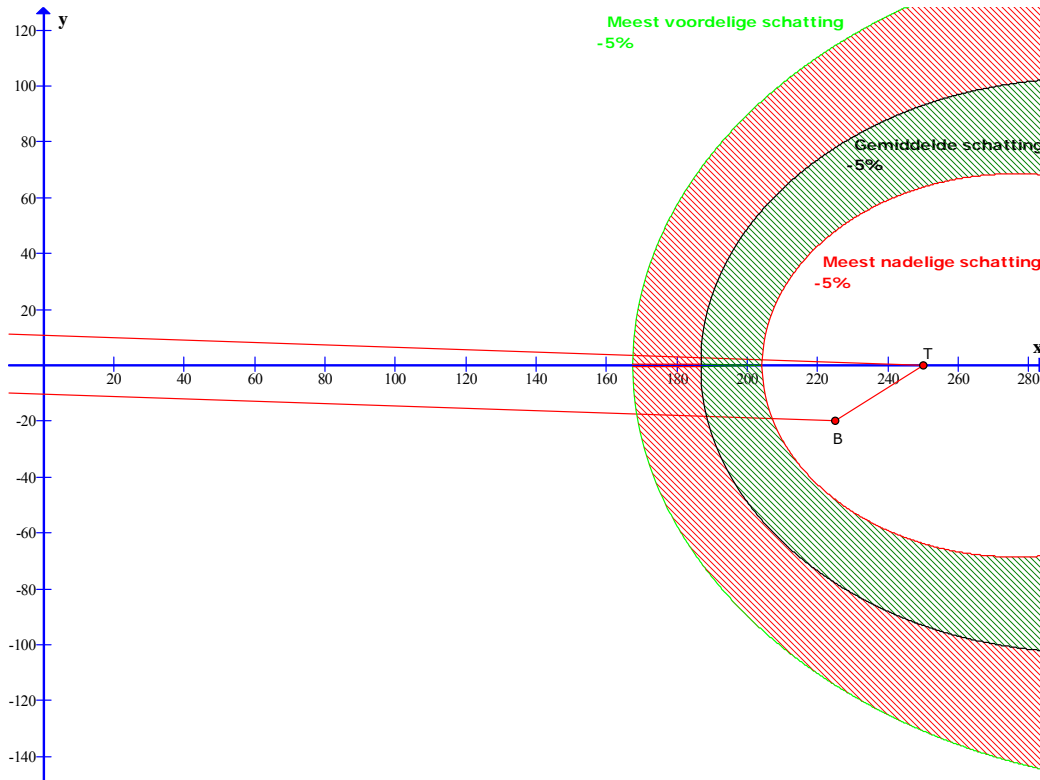 y
Meest voordelige schatting
-5%
120
100
80
60
40
20
Gemiddelde schatting
-5%
Meest nadelige schatting
-5%
T
x
20 40 60 80 100 120 140 160 180 200 220 240 260 280
B
-20
-40
-60
-80
-100
-120
-140